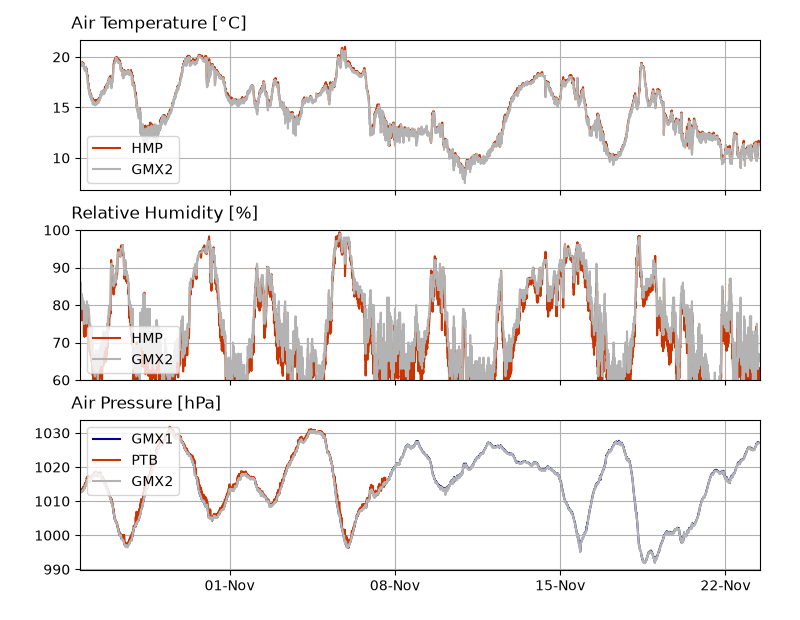 Air Temperature [°C]
20
15
10
HMP
GMX2
Relative Humidity [%]
100
90
80
70
60
HMP
GMX2
Air Pressure [hPa]
1030
1020
1010
1000
990
GMX1
PTB
GMX2
01-Nov
08-Nov
15-Nov
22-Nov